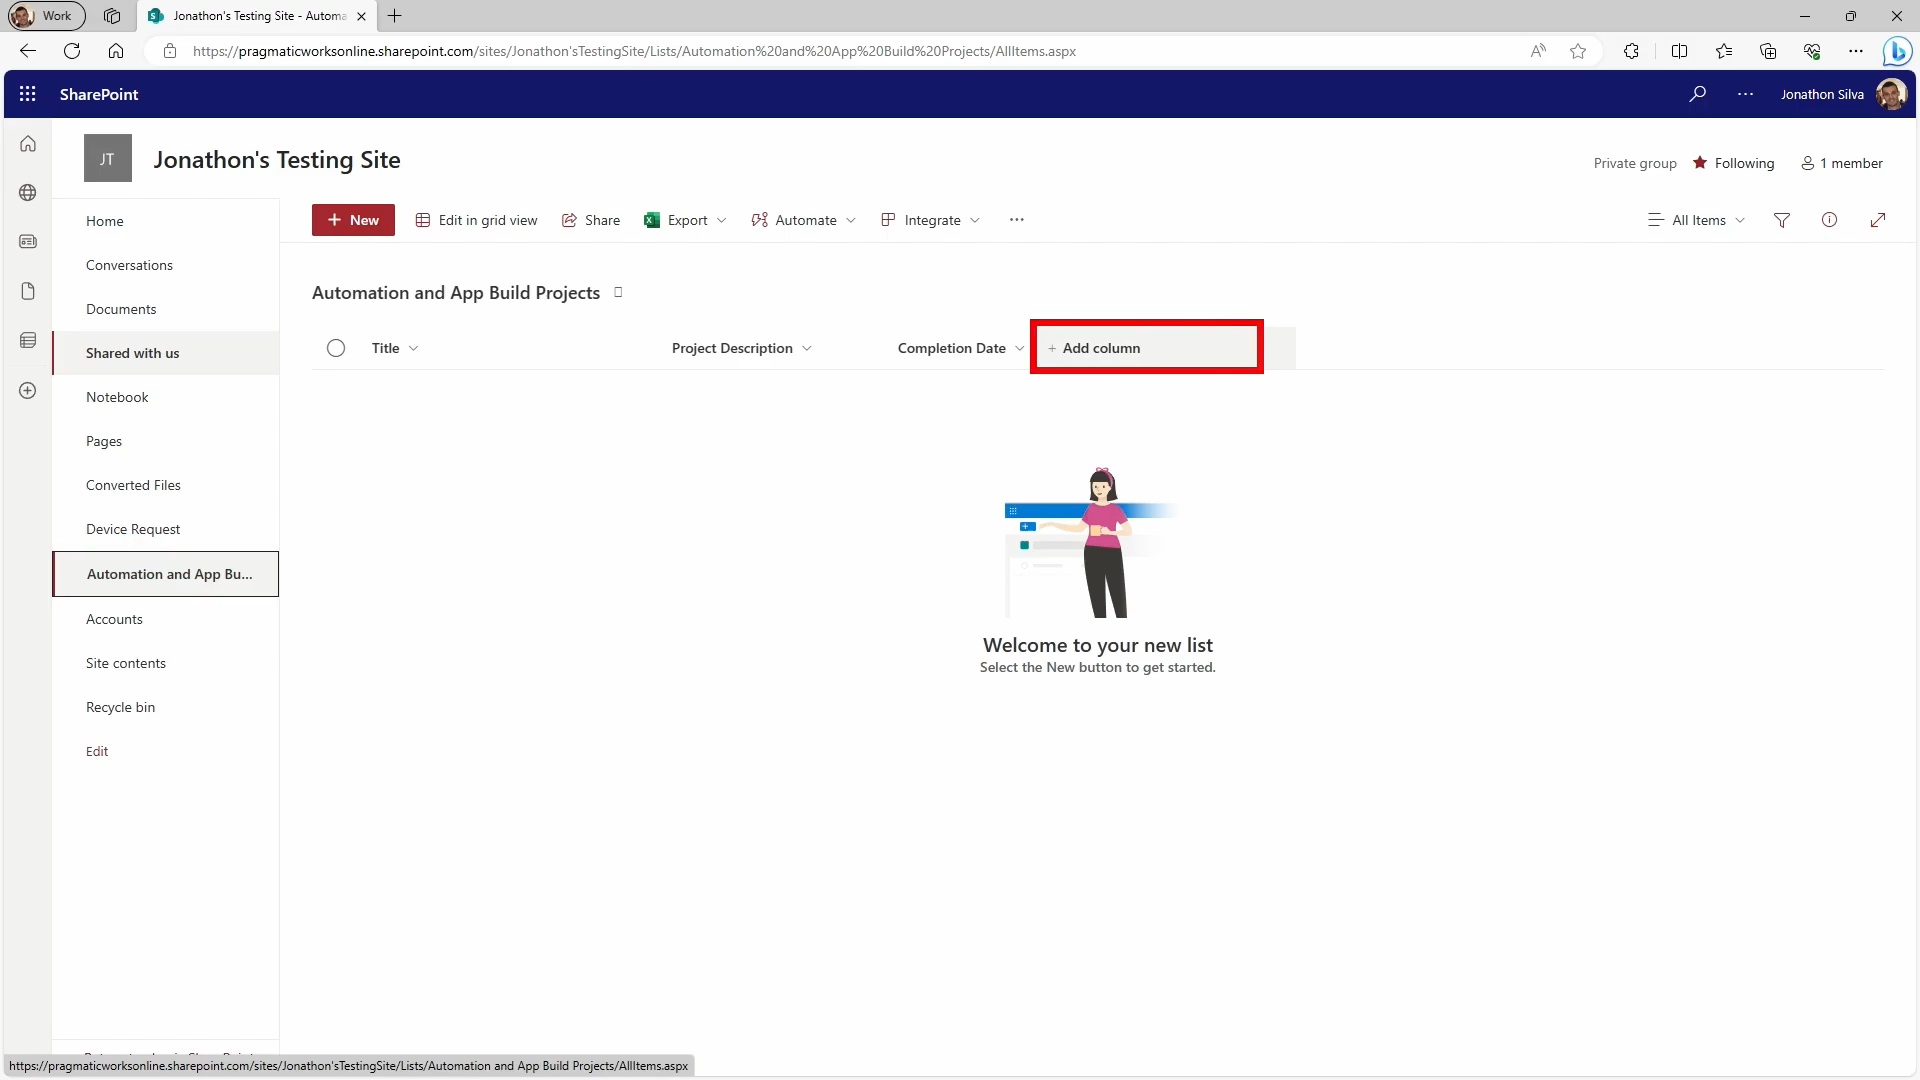 Work
Jonathon's Testing Site - Automa
https://pragmaticworksonline.sharepoint.com/sites/Jonathon'sTestingSite/Lists/Automation%20and%20App%20Build%20Projects/AllItems.aspx
SharePoint
Jonathon Silva
JT
Jonathon's Testing Site
Private group
Following
1 member
Home
Conversations
Documents
Shared with us
Notebook
Pages
Converted Files
Device Request
Automation and App Bu...
Accounts
Site contents
Recycle bin
Edit
+ New
Edit in grid view
Share
Export
Automate
Integrate
...
All Items
Automation and App Build Projects
Title
Project Description
Completion Date
+ Add column
Welcome to your new list
Select the New button to get started.
https://pragmaticworksonline.sharepoint.com/sites/Jonathon'sTestingSite/Lists/Automation and App Build Projects/AllItems.aspx